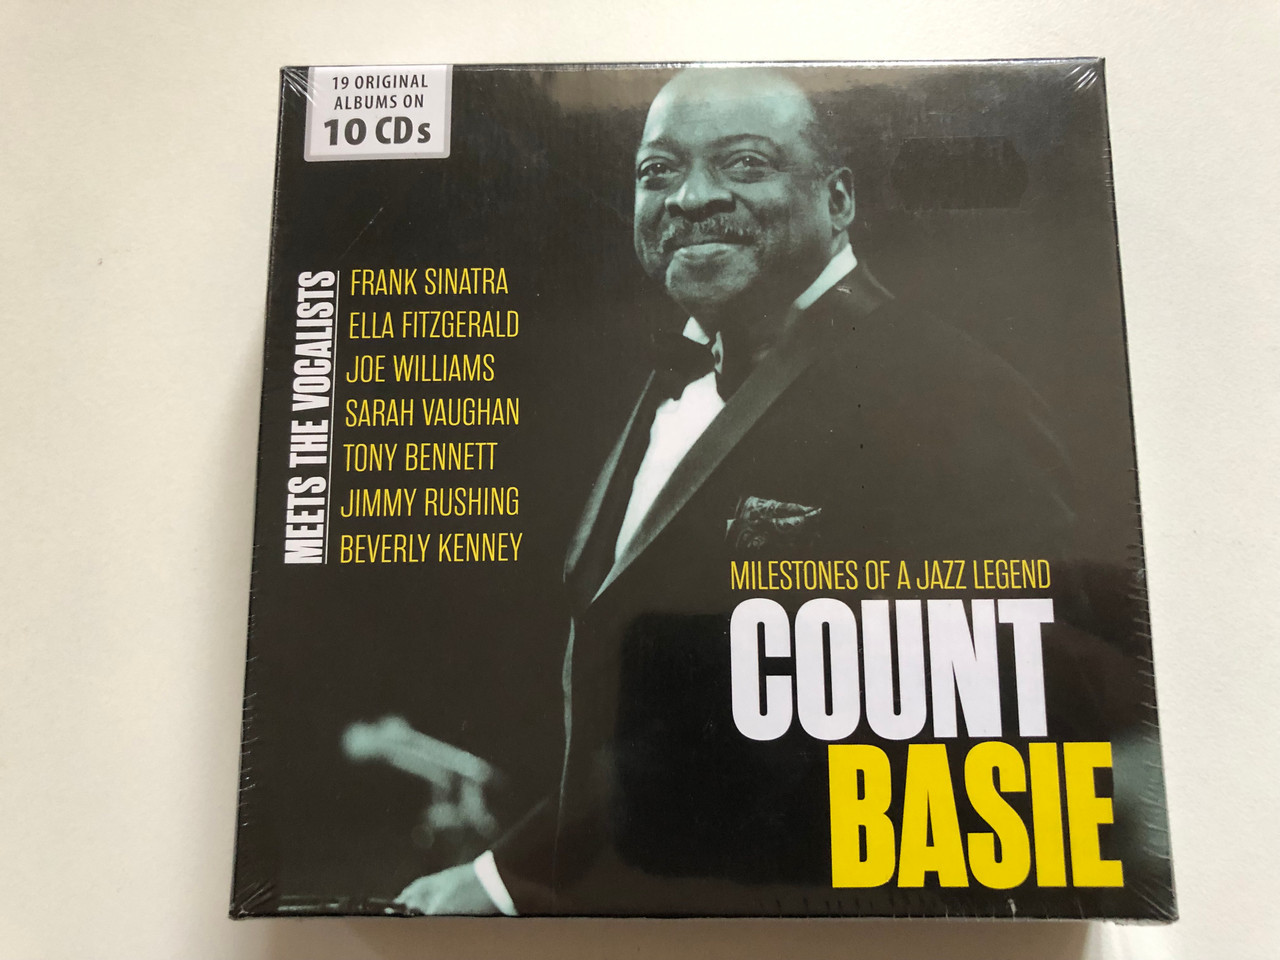 19 ORIGINAL
ALBUMS ON
10 CDs
MEETS THE VOCALISTS
FRANK SINATRA
ELLA FITZGERALD
JOE WILLIAMS
SARAH VAUGHAN
TONY BENNETT
JIMMY RUSHING
BEVERLY KENNEY
MILESTONES OF A JAZZ LEGEND
COUNT
BASIE